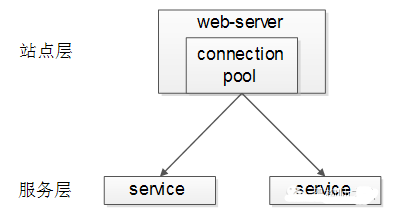 web-server
站点层
connection
pool
服务层
service
service